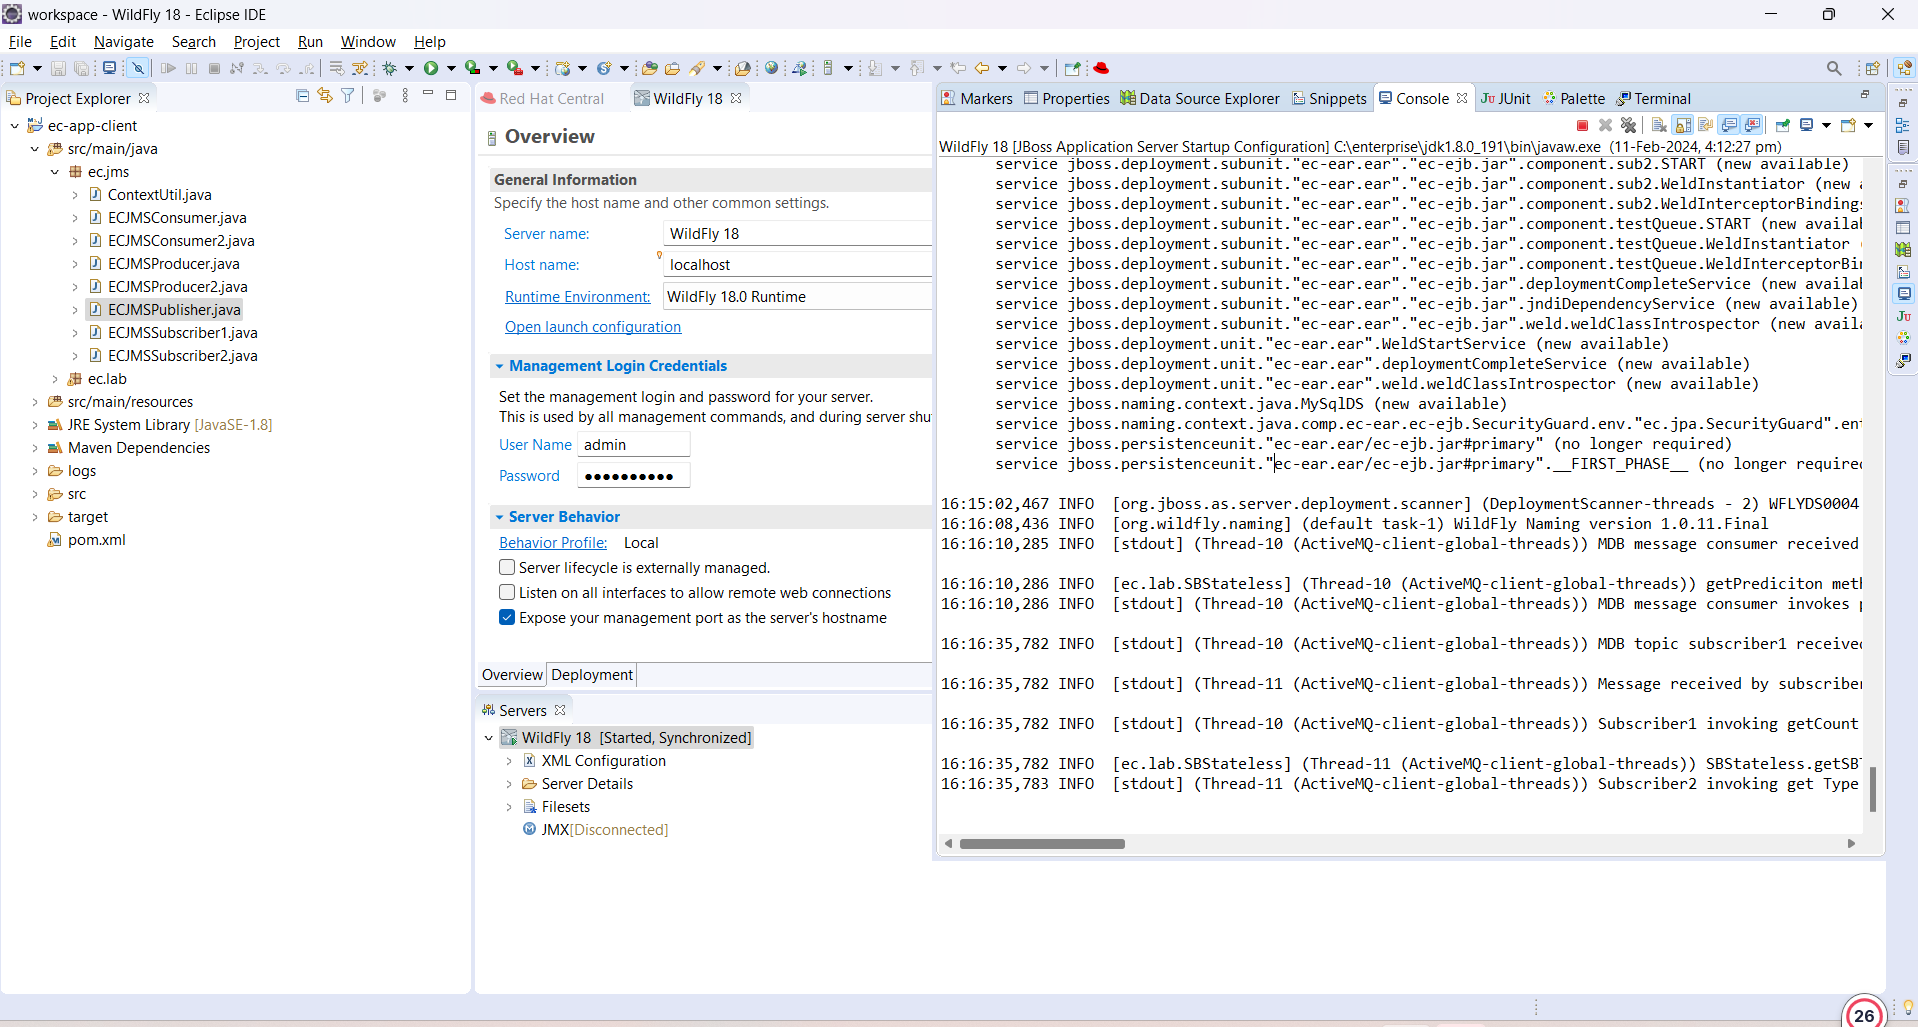 workspace - WildFly 18 - Eclipse IDE
File Edit Navigate Search Project Run Window Help
Project Explorer
ec-app-client
src/main/java
ec.jms
ContextUtil.java
ECJMSConsumer.java
ECJMSConsumer2.java
ECJMSProducer.java
ECJMSProducer2.java
ECJMSPublisher.java
ECJMSSubscriber1.java
ECJMSSubscriber2.java
ec.lab
src/main/resources
JRE System Library [JavaSE-1.8]
Maven Dependencies
logs
src
target
pom.xml
Red Hat Central WildFly 18
Overview
General Information
Specify the host name and other common settings.
Server name: WildFly 18
Host name: localhost
Runtime Environment: WildFly 18.0 Runtime
Open launch configuration
Management Login Credentials
Set the management login and password for your server.
This is used by all management commands, and during server shu
User Name admin
Password ●●●●●●●●●●
Server Behavior
Behavior Profile: Local
Server lifecycle is externally managed.
Listen on all interfaces to allow remote web connections
Expose your management port as the server's hostname
Overview Deployment
Servers
WildFly 18 [Started, Synchronized]
XML Configuration
Server Details
Filesets
JMX[Disconnected]
Markers Properties Data Source Explorer Snippets Console JUnit Palette Terminal
WildFly 18 [JBoss Application Server Startup Configuration] C:\enterprise\jdk1.8.0_191\bin\javaw.exe (11-Feb-2024, 4:12:27 pm)
service jboss.deployment.subunit."ec-ear.ear"."ec-ejb.jar".component.sub2.START (new available)
service jboss.deployment.subunit."ec-ear.ear"."ec-ejb.jar".component.sub2.WeldInstantiator (new
service jboss.deployment.subunit."ec-ear.ear"."ec-ejb.jar".component.sub2.WeldInterceptorBindings
service jboss.deployment.subunit."ec-ear.ear"."ec-ejb.jar".component.testQueue.START (new availab
service jboss.deployment.subunit."ec-ear.ear"."ec-ejb.jar".component.testQueue.WeldInstantiator
service jboss.deployment.subunit."ec-ear.ear"."ec-ejb.jar".component.testQueue.WeldInterceptorBin
service jboss.deployment.subunit."ec-ear.ear"."ec-ejb.jar".deploymentCompleteService (new availab
service jboss.deployment.subunit."ec-ear.ear"."ec-ejb.jar".jndiDependencyService (new available)
service jboss.deployment.subunit."ec-ear.ear"."ec-ejb.jar".weld.weldClassIntrospector (new availa
service jboss.deployment.unit."ec-ear.ear".WeldStartService (new available)
service jboss.deployment.unit."ec-ear.ear".deploymentCompleteService (new available)
service jboss.deployment.unit."ec-ear.ear".weld.weldClassIntrospector (new available)
service jboss.naming.context.java.MySqlDS (new available)
service jboss.naming.context.java.comp.ec-ear.ec-ejb.SecurityGuard.env."ec.jpa.SecurityGuard".en
service jboss.persistenceunit."ec-ear.ear/ec-ejb.jar#primary" (no longer required)
service jboss.persistenceunit."ec-ear.ear/ec-ejb.jar#primary".__FIRST_PHASE__ (no longer required
16:15:02,467 INFO [org.jboss.as.server.deployment.scanner] (DeploymentScanner-threads - 2) WFLYDS0004
16:16:08,436 INFO [org.wildfly.naming] (default task-1) WildFly Naming version 1.0.11.Final
16:16:10,285 INFO [stdout] (Thread-10 (ActiveMQ-client-global-threads)) MDB message consumer received
16:16:10,286 INFO [ec.lab.SBStateless] (Thread-10 (ActiveMQ-client-global-threads)) getPrediciton meth
16:16:10,286 INFO [stdout] (Thread-10 (ActiveMQ-client-global-threads)) MDB message consumer invokes p
16:16:35,782 INFO [stdout] (Thread-10 (ActiveMQ-client-global-threads)) MDB topic subscriber1 received
16:16:35,782 INFO [stdout] (Thread-11 (ActiveMQ-client-global-threads)) Message received by subscriber
16:16:35,782 INFO [stdout] (Thread-10 (ActiveMQ-client-global-threads)) Subscriber1 invoking getCount
16:16:35,782 INFO [ec.lab.SBStateless] (Thread-11 (ActiveMQ-client-global-threads)) SBStateless.getSBT
16:16:35,783 INFO [stdout] (Thread-11 (ActiveMQ-client-global-threads)) Subscriber2 invoking get Type
26